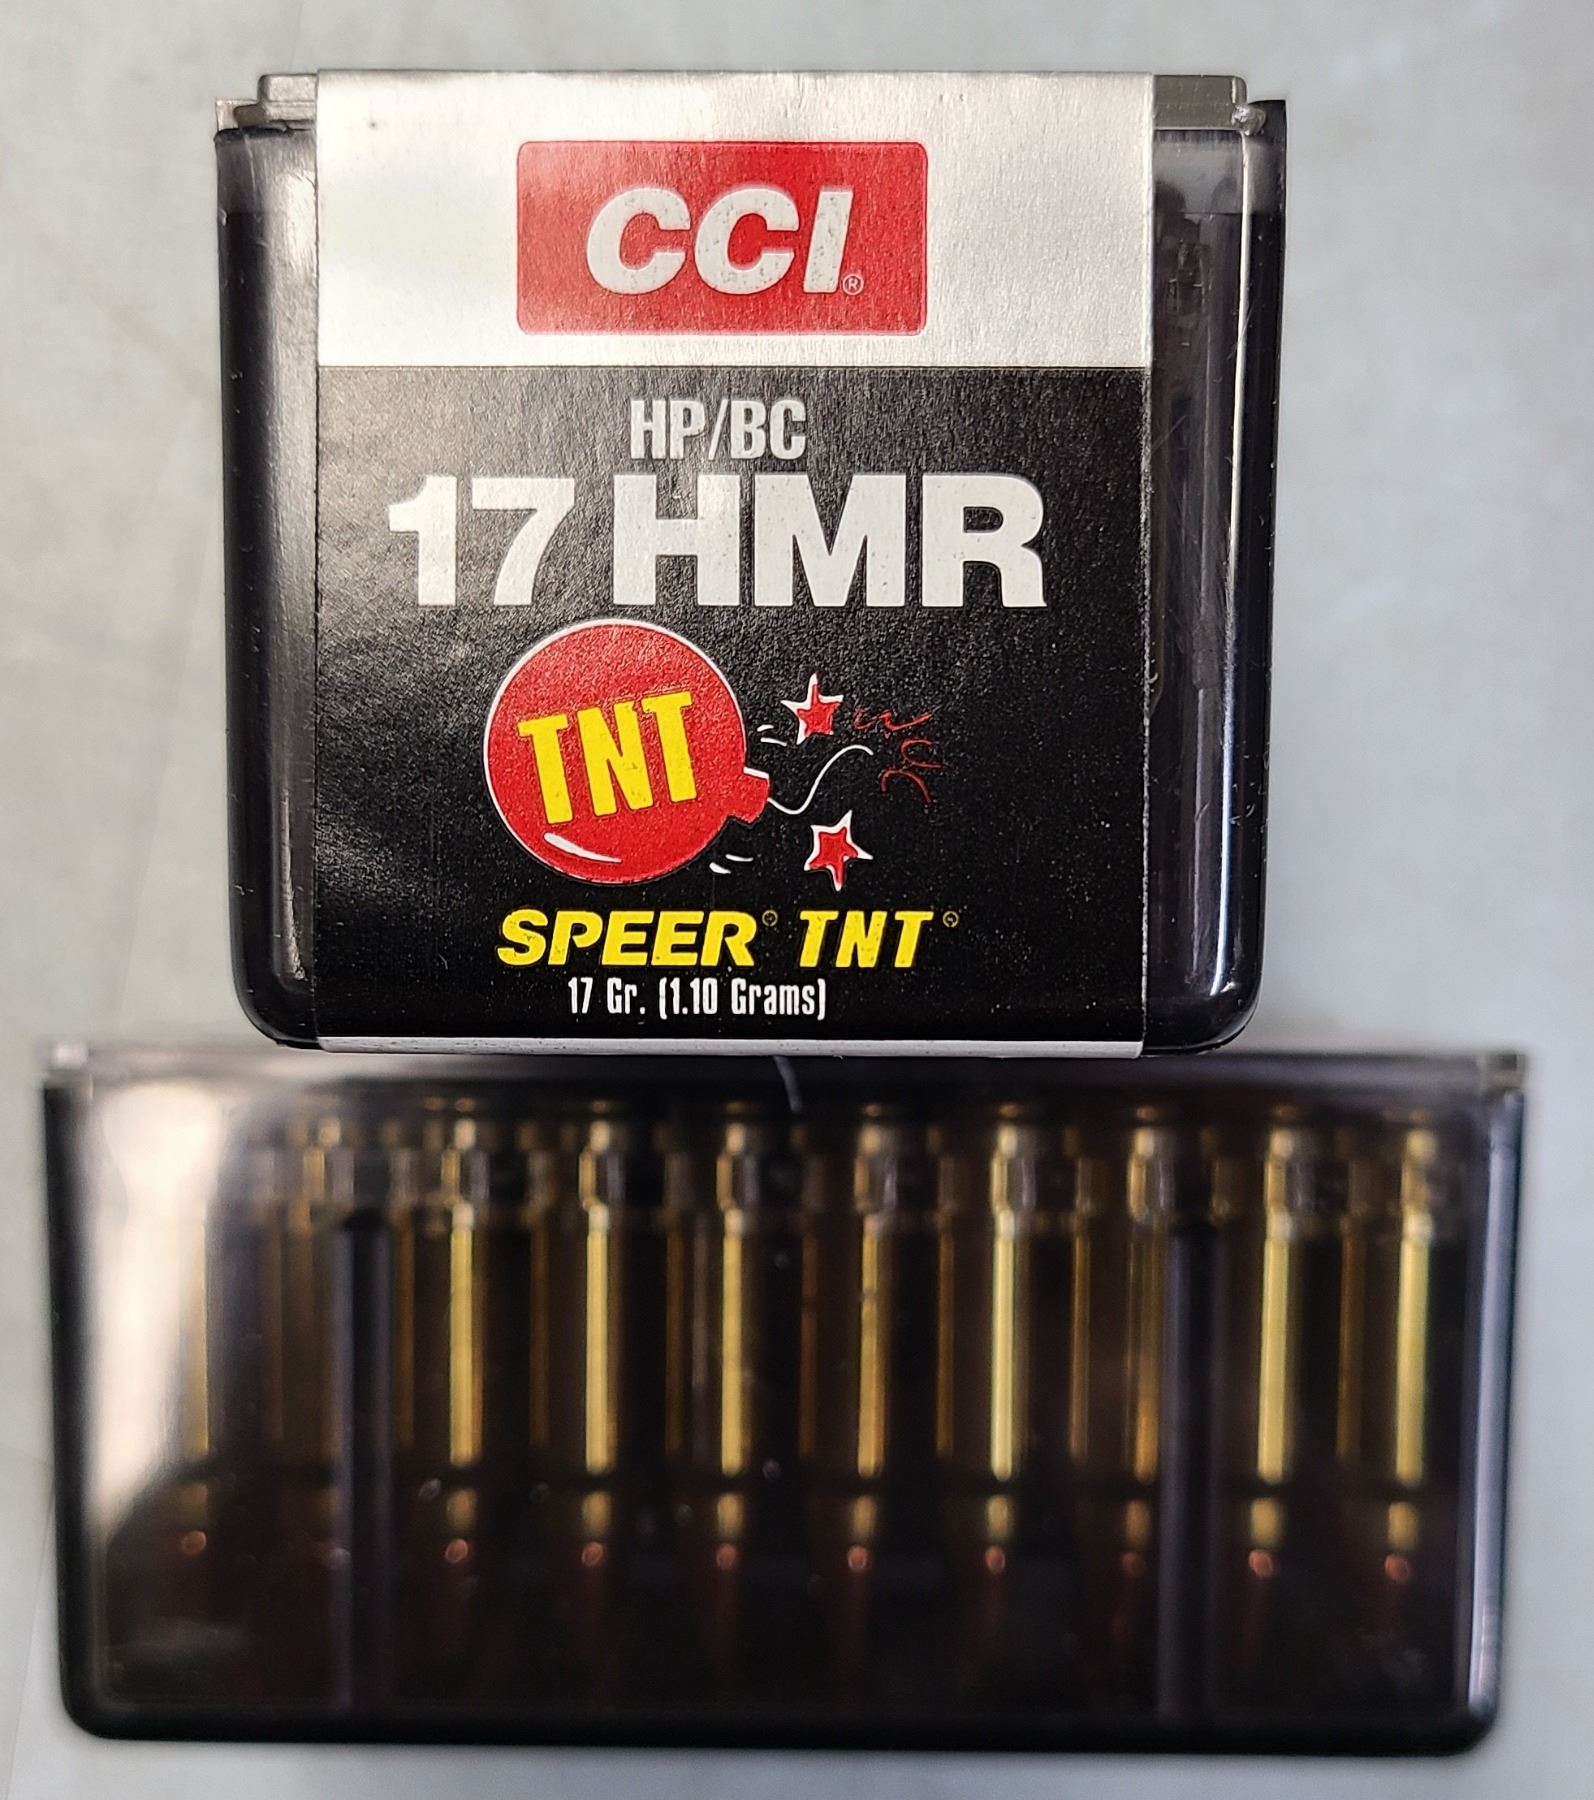 CCI®
HP/BC
17 HMR
TNT
SPEER® TNT®
17 Gr. (1.10 Grams)